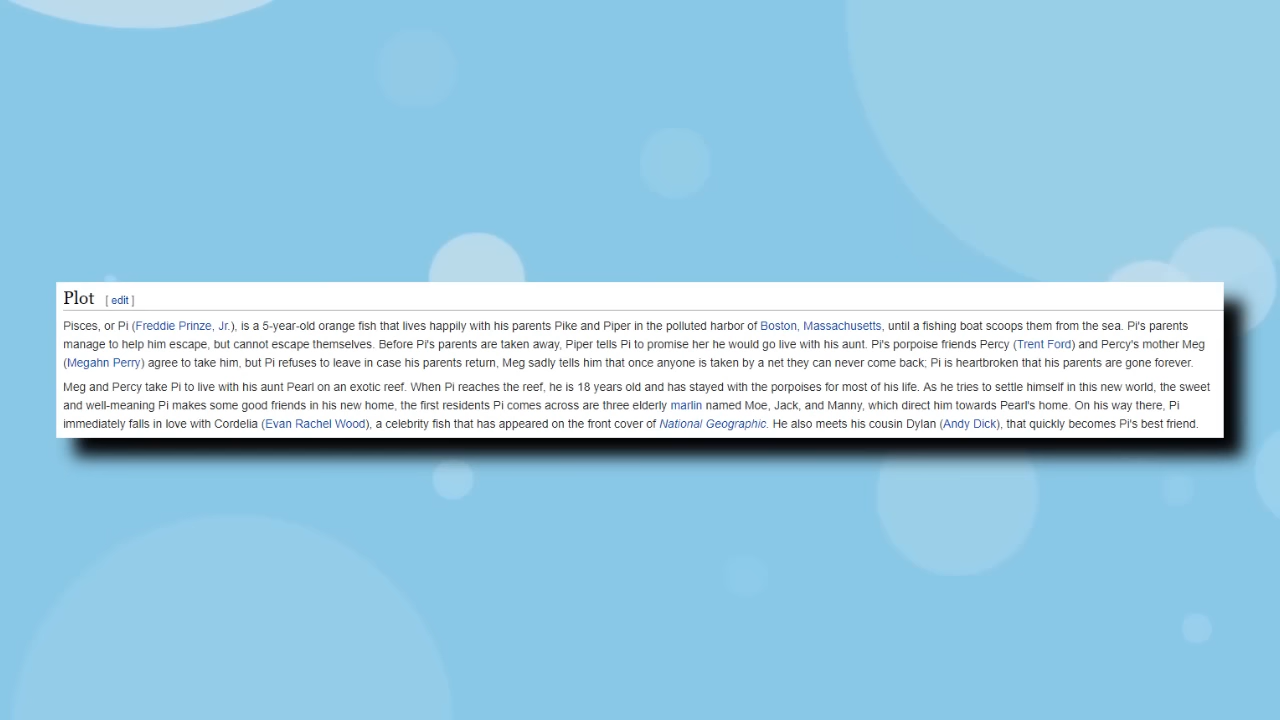 Plot [ edit ]
Pisces, or Pi (Freddie Prinze, Jr.), is a 5-year-old orange fish that lives happily with his parents Pike and Piper in the polluted harbor of Boston, Massachusetts, until a fishing boat scoops them from the sea. Pi's parents
manage to help him escape, but cannot escape themselves. Before Pi's parents are taken away, Piper tells Pi to promise her he would go live with his aunt. Pi's porpoise friends Percy (Trent Ford) and Percy's mother Meg
(Megahn Perry) agree to take him, but Pi refuses to leave in case his parents return, Meg sadly tells him that once anyone is taken by a net they can never come back; Pi is heartbroken that his parents are gone forever.
Meg and Percy take Pi to live with his aunt Pearl on an exotic reef. When Pi reaches the reef, he is 18 years old and has stayed with the porpoises for most of his life. As he tries to settle himself in this new world, the sweet
and well-meaning Pi makes some good friends in his new home, the first residents Pi comes across are three elderly marlin named Moe, Jack, and Manny, which direct him towards Pearl's home. On his way there, Pi
immediately falls in love with Cordelia (Evan Rachel Wood), a celebrity fish that has appeared on the front cover of National Geographic. He also meets his cousin Dylan (Andy Dick), that quickly becomes Pi's best friend.